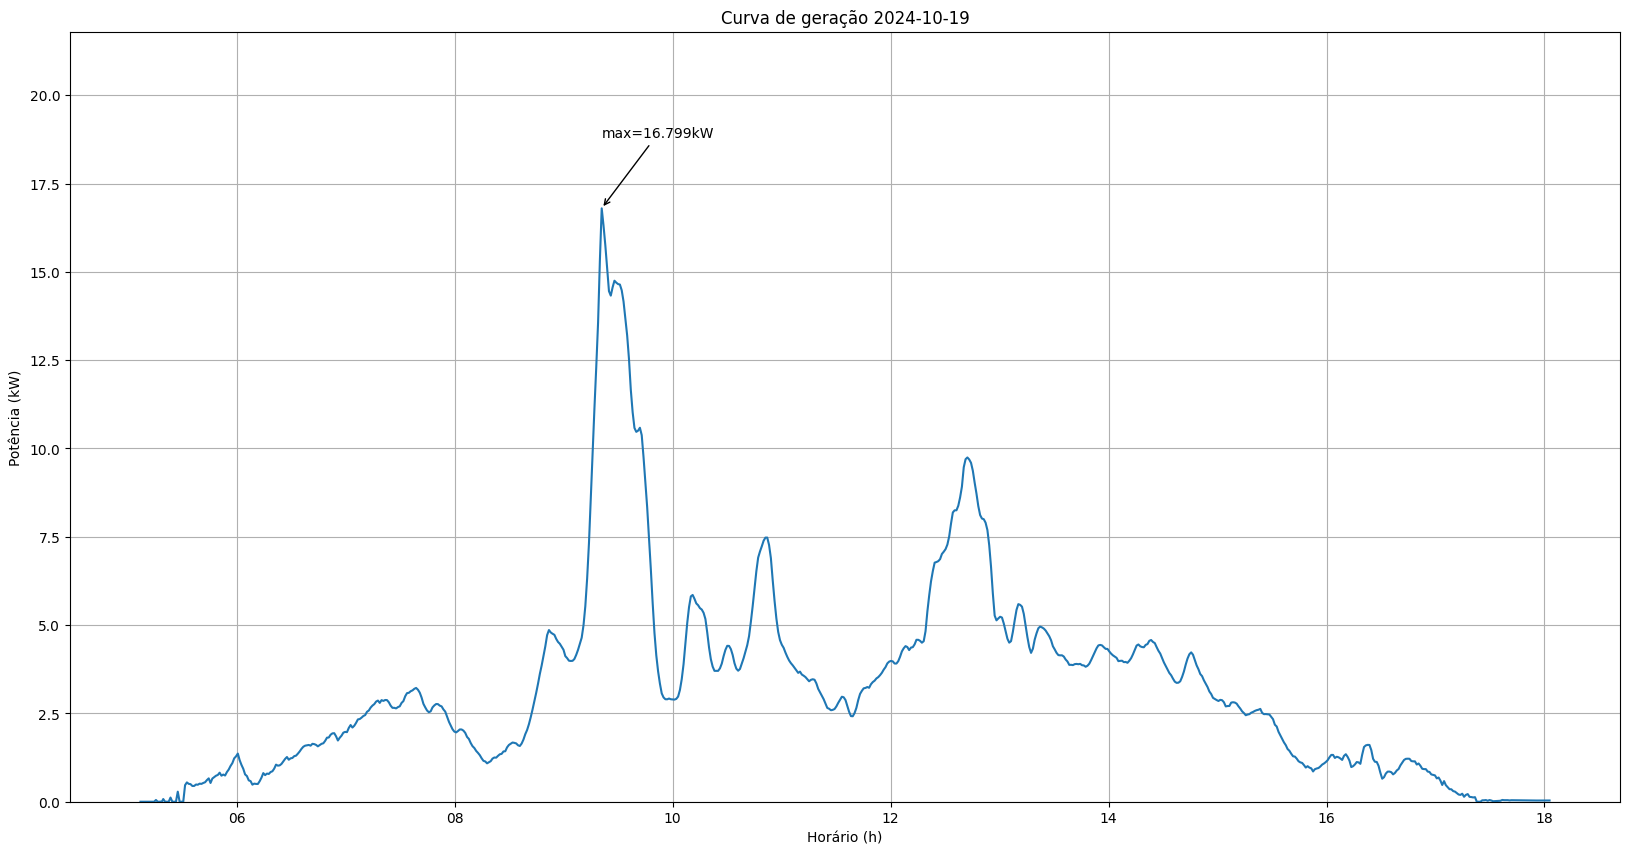 Curva de geração 2024-10-19
20.0
max=16.799kW
17.5
15.0
12.5
Potência (kW)
10.0
7.5
5.0
2.5
0.0
06 08 10 12 14 16 18
Horário (h)